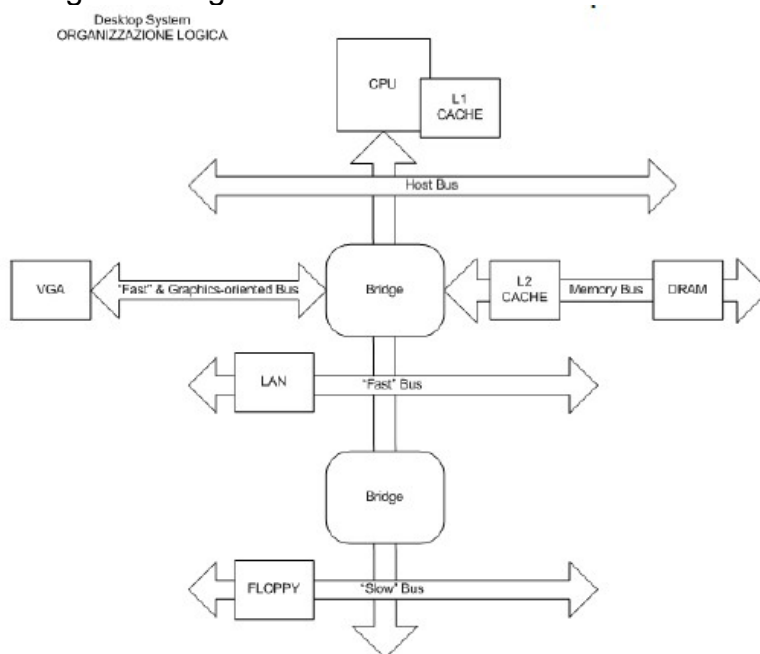 Desktop System
ORGANIZZAZIONE LOGICA
CPU
L1
CACHE
Host Bus
VGA
"Fast" & Graphics-oriented Bus
Bridge
L2
CACHE
Memory Bus
DRAM
LAN
"Fast" Bus
Bridge
FLOPPY
"Slow" Bus